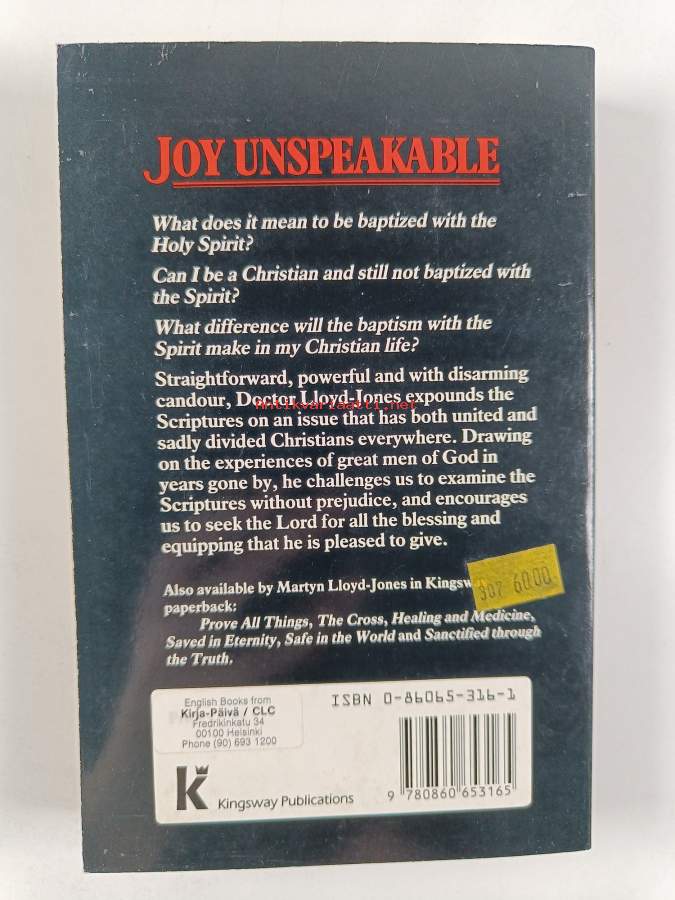 JOY UNSPEAKABLE
What does it mean to be baptized with the
Holy Spirit?
Can I be a Christian and still not baptized with
the Spirit?
What difference will the baptism with the
Spirit make in my Christian life?
Straightforward, powerful and with disarming
candour, Doctor Lloyd-Jones expounds the
antikvariaatti.net
Scriptures on an issue that has both united and
sadly divided Christians everywhere. Drawing
on the experiences of great men of God in
years gone by, he challenges us to examine the
Scriptures without prejudice, and encourages
us to seek the Lord for all the blessing and
equipping that he is pleased to give.
Also available by Martyn Lloyd-Jones in Kingsw
307 6000
paperback:
Prove All Things, The Cross, Healing and Medicine,
Saved in Eternity, Safe in the World and Sanctified through
the Truth.
English Books from
Kirja-Päivä / CLC
Fredrikinkatu 34
00100 Helsinki
Phone (90) 693 1200
ISBN 0-86065-316-1
Kingsway Publications
9 780860 653165